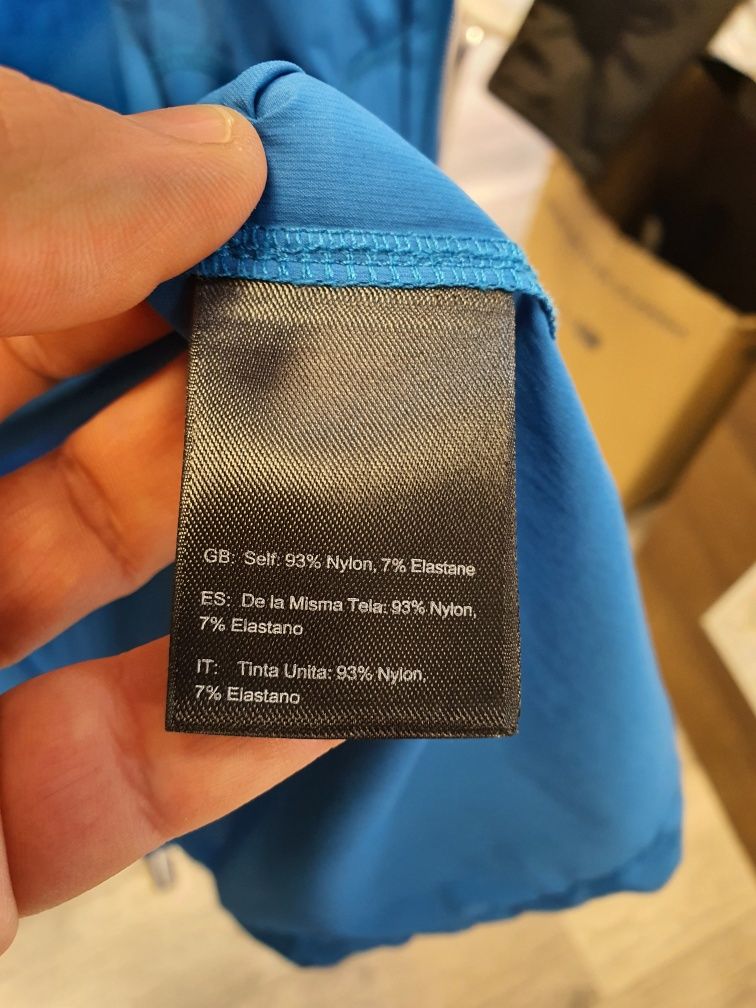 GB: Self: 93% Nylon, 7% Elastane
ES: De la Misma Tela: 93% Nylon,
7% Elastano
IT: Tinta Unita: 93% Nylon,
7% Elastano